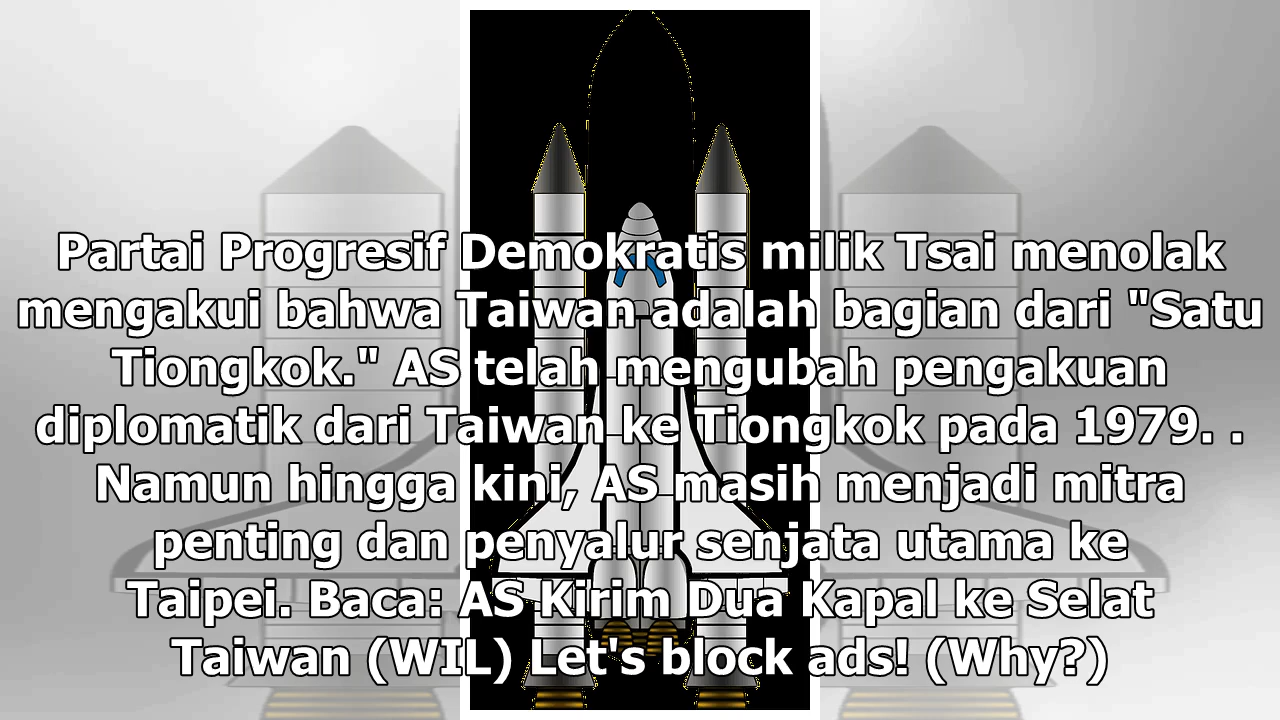 Partai Progresif Demokratis milik Tsai menolak
mengakui bahwa Taiwan adalah bagian dari "Satu
Tiongkok." AS telah mengubah pengakuan
diplomatik dari Taiwan ke Tiongkok pada 1979. .
Namun hingga kini, AS masih menjadi mitra
penting dan penyalur senjata utama ke
Taipei. Baca: AS Kirim Dua Kapal ke Selat
Taiwan (WIL) Let's block ads! (Why?)